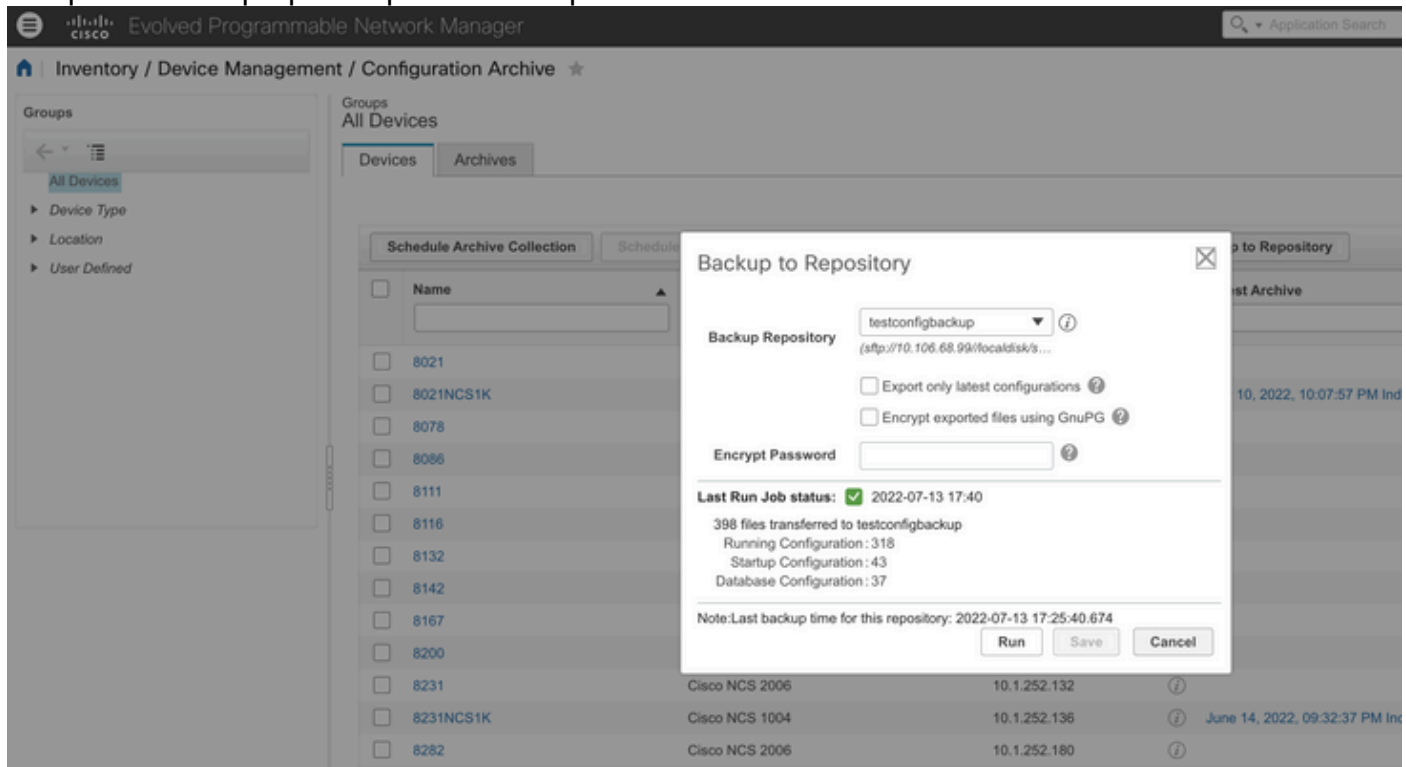 CISCO Evolved Programmable Network Manager
Application Search
Inventory / Device Management / Configuration Archive
Groups
All Devices
Device Type
Location
User Defined
Groups
All Devices
Devices Archives
Schedule Archive Collection Schedule to Repository
Name Archive
8021
8021NCS1K 10, 2022, 10:07:57 PM
8078
8086
8111
8116
8132
8142
8167
8200
8231 Cisco NCS 2006 10.1.252.132
8231NCS1K Cisco NCS 1004 10.1.252.136 June 14, 2022, 09:32:37 PM
8282 Cisco NCS 2006 10.1.252.180
Backup to Repository
Backup Repository testconfigbackup
(sftp://10.106.68.99//localdisk/s...
Export only latest configurations
Encrypt exported files using GnuPG
Encrypt Password
Last Run Job status: 2022-07-13 17:40
398 files transferred to testconfigbackup
Running Configuration : 318
Startup Configuration : 43
Database Configuration : 37
Note:Last backup time for this repository: 2022-07-13 17:25:40.674
Run Save Cancel